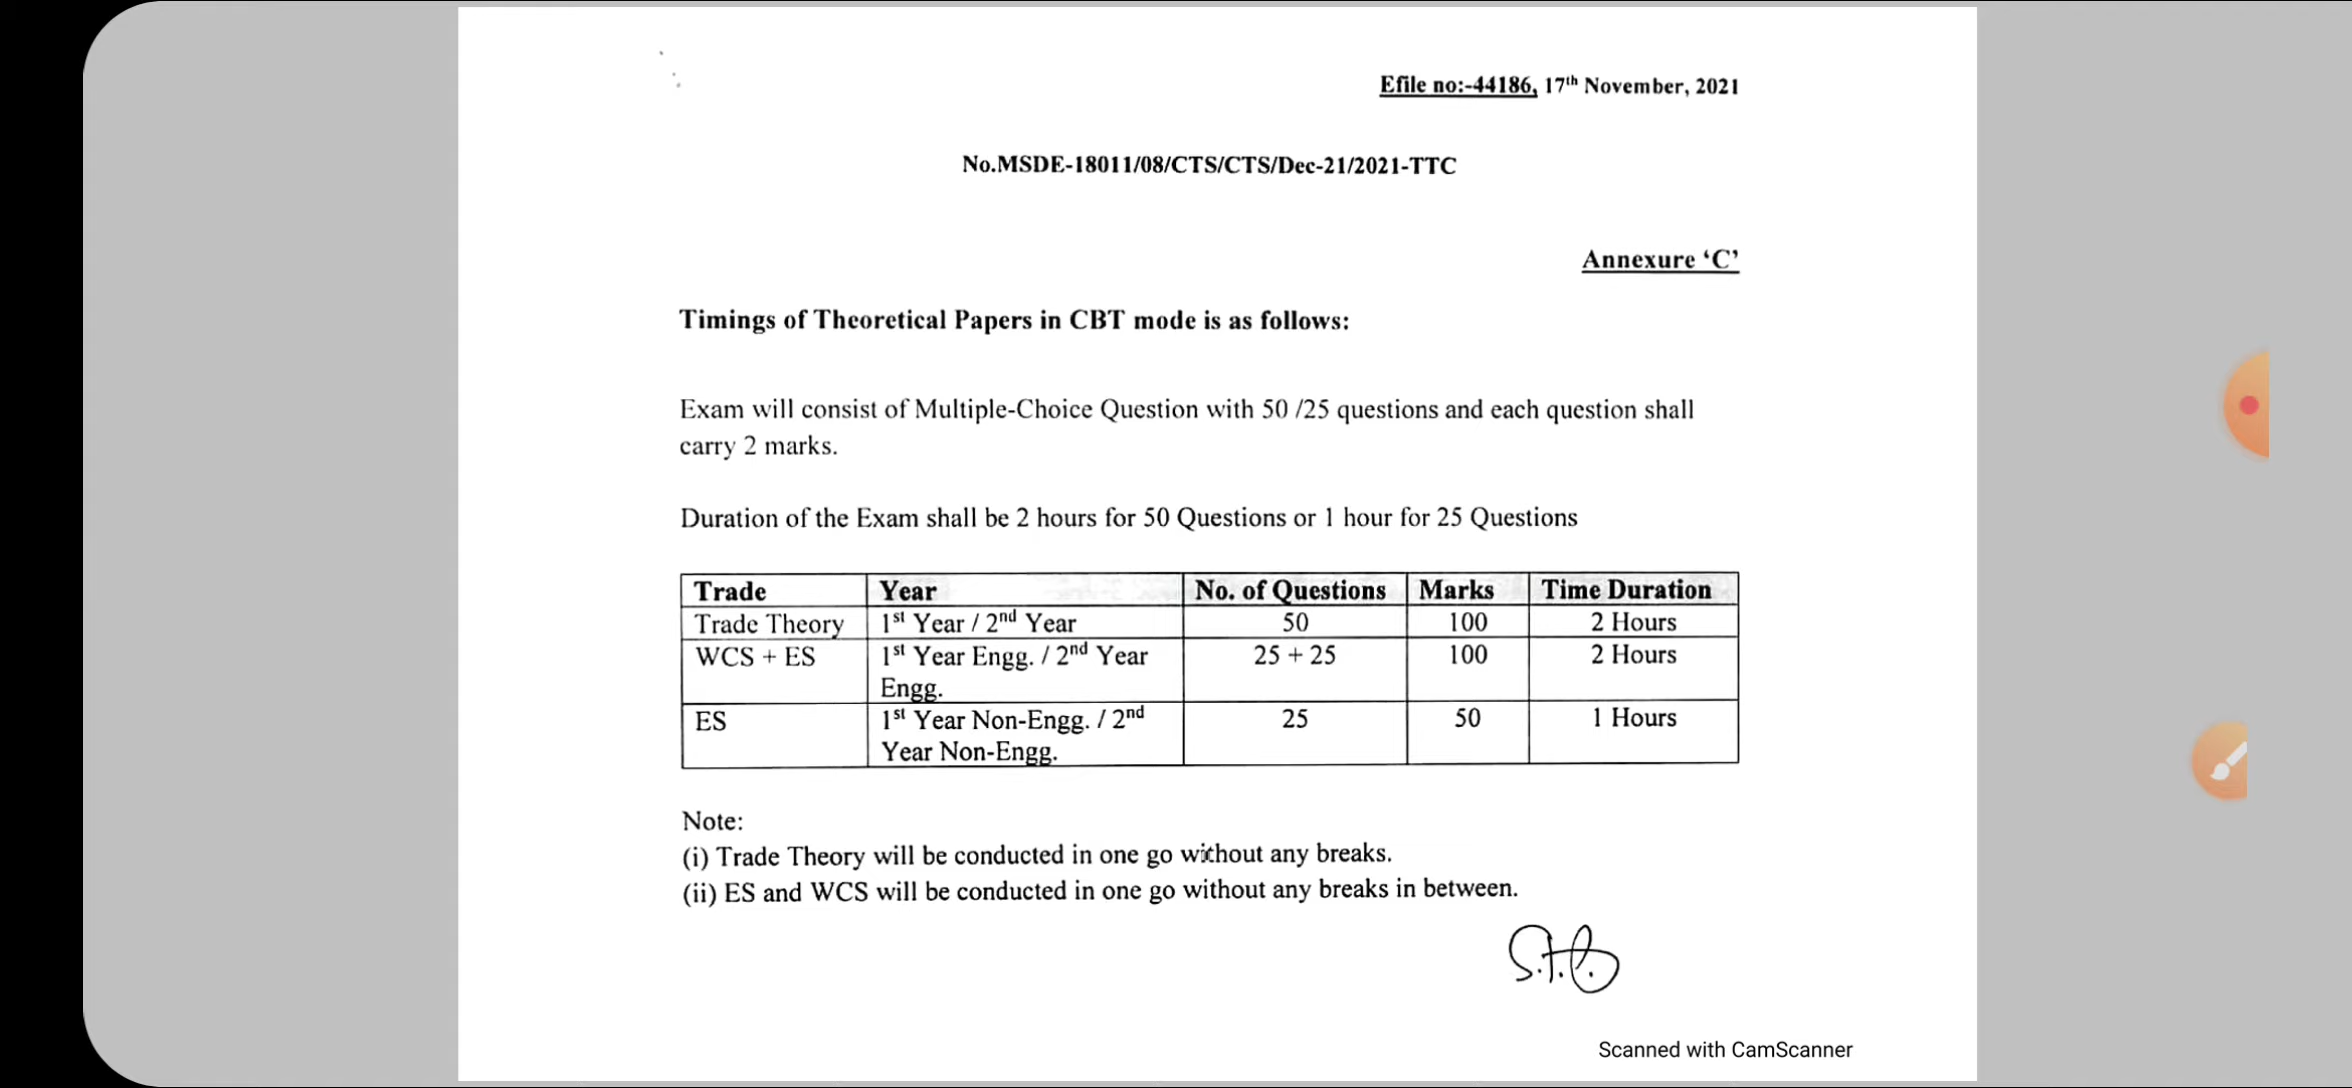 Efile no:-44186, 17th November, 2021
No.MSDE-18011/08/CTS/CTS/Dec-21/2021-TTC
Annexure ‘C’
Timings of Theoretical Papers in CBT mode is as follows:
Exam will consist of Multiple-Choice Question with 50 /25 questions and each question shall
carry 2 marks.
Duration of the Exam shall be 2 hours for 50 Questions or 1 hour for 25 Questions
Trade Year No. of Questions Marks Time Duration
Trade Theory 1st Year / 2nd Year 50 100 2 Hours
WCS + ES 1st Year Engg. / 2nd Year 25 + 25 100 2 Hours
Engg.
ES 1st Year Non-Engg. / 2nd 25 50 1 Hours
Year Non-Engg.
Note:
(i) Trade Theory will be conducted in one go without any breaks.
(ii) ES and WCS will be conducted in one go without any breaks in between.
Scanned with CamScanner